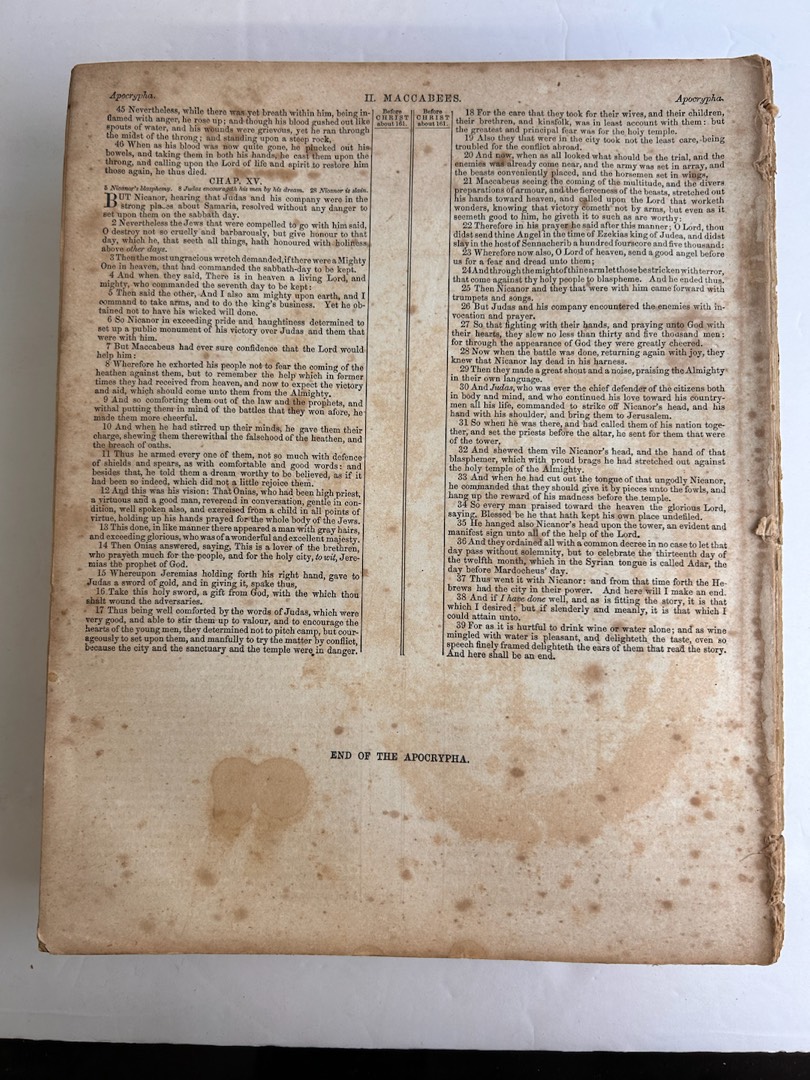 Apocrypha.
II. MACCABEES.
Apocrypha.
45 Nevertheless, while there was yet breath within him, being in-
flamed with anger, he rose up; and though his blood gushed out like
spouts of water, and his wounds were grievous, yet he ran through
the midst of the throng; and standing upon a steep rock,
46 When as his blood was now quite gone, he plucked out his
bowels, and taking them in both his hands, he cast them upon the
throng, and calling upon the Lord of life and spirit to restore him
those again, he thus died.
CHAP. XV.
5 Nicanor's blasphemy. 8 Judas encourageth his men by his dream. 28 Nicanor is slain.
BUT Nicanor, hearing that Judas and his company were in the
strong places about Samaria, resolved without any danger to
set upon them on the sabbath day.
2 Nevertheless the Jews that were compelled to go with him said,
O destroy not so cruelly and barbarously, but give honour to that
day, which he, that seeth all things, hath honoured with holiness
above other days.
3 Then the most ungracious wretch demanded, if there were a Mighty
One in heaven, that had commanded the sabbath-day to be kept.
4 And when they said, There is in heaven a living Lord, and
mighty, who commanded the seventh day to be kept:
5 Then said the other, And I also am mighty upon earth, and I
command to take arms, and to do the king's business. Yet he ob-
tained not to have his wicked will done.
6 So Nicanor in exceeding pride and haughtiness determined to
set up a public monument of his victory over Judas and them that
were with him.
7 But Maccabeus had ever sure confidence that the Lord would
help him:
8 Wherefore he exhorted his people not to fear the coming of the
heathen against them, but to remember the help which in former
times they had received from heaven, and now to expect the victory
and aid, which should come unto them from the Almighty.
9 And so comforting them out of the law and the prophets, and
withal putting them in mind of the battles that they won afore, he
made them more cheerful.
10 And when he had stirred up their minds, he gave them their
charge, shewing them therewithal the falsehood of the heathen, and
the breach of oaths.
11 Thus he armed every one of them, not so much with defence
of shields and spears, as with comfortable and good words: and
besides that, he told them a dream worthy to be believed, as if it
had been so indeed, which did not a little rejoice them.
12 And this was his vision: That Onias, who had been high priest,
a virtuous and a good man, reverend in conversation, gentle in con-
dition, well spoken also, and exercised from a child in all points of
virtue, holding up his hands prayed for the whole body of the Jews.
13 This done, in like manner there appeared a man with gray hairs,
and exceeding glorious, who was of a wonderful and excellent majesty.
14 Then Onias answered, saying, This is a lover of the brethren,
who prayeth much for the people, and for the holy city, to wit, Jere-
mias the prophet of God.
15 Whereupon Jeremias holding forth his right hand, gave to
Judas a sword of gold, and in giving it, spake thus,
16 Take this holy sword, a gift from God, with the which thou
shalt wound the adversaries.
17 Thus being well comforted by the words of Judas, which were
very good, and able to stir them up to valour, and to encourage the
hearts of the young men, they determined not to pitch camp, but cour-
ageously to set upon them, and manfully to try the matter by conflict,
because the city and the sanctuary and the temple were in danger.
Before
CHRIST
about 161.
Before
CHRIST
about 161.
18 For the care that they took for their wives, and their children,
their brethren, and kinsfolk, was in least account with them: but
the greatest and principal fear was for the holy temple.
19 Also they that were in the city took not the least care, being
troubled for the conflict abroad.
20 And now, when as all looked what should be the trial, and the
enemies was already come near, and the army was set in array, and
the beasts conveniently placed, and the horsemen set in wings,
21 Maccabeus seeing the coming of the multitude, and the divers
preparations of armour, and the fierceness of the beasts, stretched out
his hands toward heaven, and called upon the Lord that worketh
wonders, knowing that victory cometh not by arms, but even as it
seemeth good to him, he giveth it to such as are worthy:
22 Therefore in his prayer he said after this manner; O Lord, thou
didst send thine Angel in the time of Ezekias king of Judea, and didst
slay in the host of Sennacherib a hundred fourscore and five thousand:
23 Wherefore now also, O Lord of heaven, send a good angel before
us for a fear and dread unto them;
24 And through the might of thine arm let those be stricken with terror,
that come against thy holy people to blaspheme. And he ended thus.
25 Then Nicanor and they that were with him came forward with
trumpets and songs.
26 But Judas and his company encountered the enemies with in-
vocation and prayer.
27 So that fighting with their hands, and praying unto God with
their hearts, they slew no less than thirty and five thousand men:
for through the appearance of God they were greatly cheered.
28 Now when the battle was done, returning again with joy, they
knew that Nicanor lay dead in his harness.
29 Then they made a great shout and a noise, praising the Almighty
in their own language.
30 And Judas, who was ever the chief defender of the citizens both
in body and mind, and who continued his love toward his country-
men all his life, commanded to strike off Nicanor's head, and his
hand with his shoulder, and bring them to Jerusalem.
31 So when he was there, and had called them of his nation toge-
ther, and set the priests before the altar, he sent for them that were
of the tower,
32 And shewed them vile Nicanor's head, and the hand of that
blasphemer, which with proud brags he had stretched out against
the holy temple of the Almighty.
33 And when he had cut out the tongue of that ungodly Nicanor,
he commanded that they should give it by pieces unto the fowls, and
hang up the reward of his madness before the temple.
34 So every man praised toward the heaven the glorious Lord,
saying, Blessed be he that hath kept his own place undefiled.
35 He hanged also Nicanor's head upon the tower, an evident and
manifest sign unto all of the help of the Lord.
36 And they ordained all with a common decree in no case to let that
day pass without solemnity, but to celebrate the thirteenth day of
the twelfth month, which in the Syrian tongue is called Adar, the
day before Mardocheus' day.
37 Thus went it with Nicanor: and from that time forth the He-
brews had the city in their power. And here will I make an end.
38 And if I have done well, and as is fitting the story, it is that
which I desired: but if slenderly and meanly, it is that which I
could attain unto.
39 For as it is hurtful to drink wine or water alone; and as wine
mingled with water is pleasant, and delighteth the taste, even so
speech finely framed delighteth the ears of them that read the story.
And here shall be an end.
END OF THE APOCRYPHA.